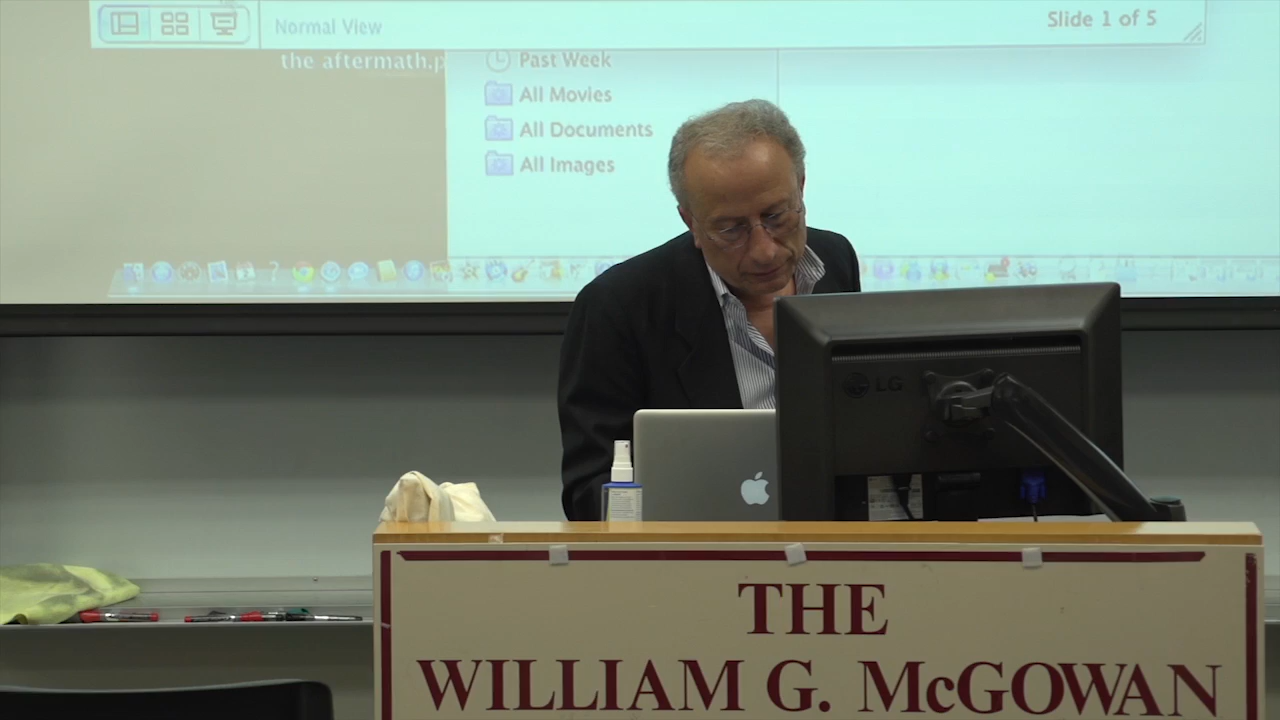 Normal View
Slide 1 of 5
the aftermath.p
Past Week
All Movies
All Documents
All Images
LG
THE
WILLIAM G. McGOWAN